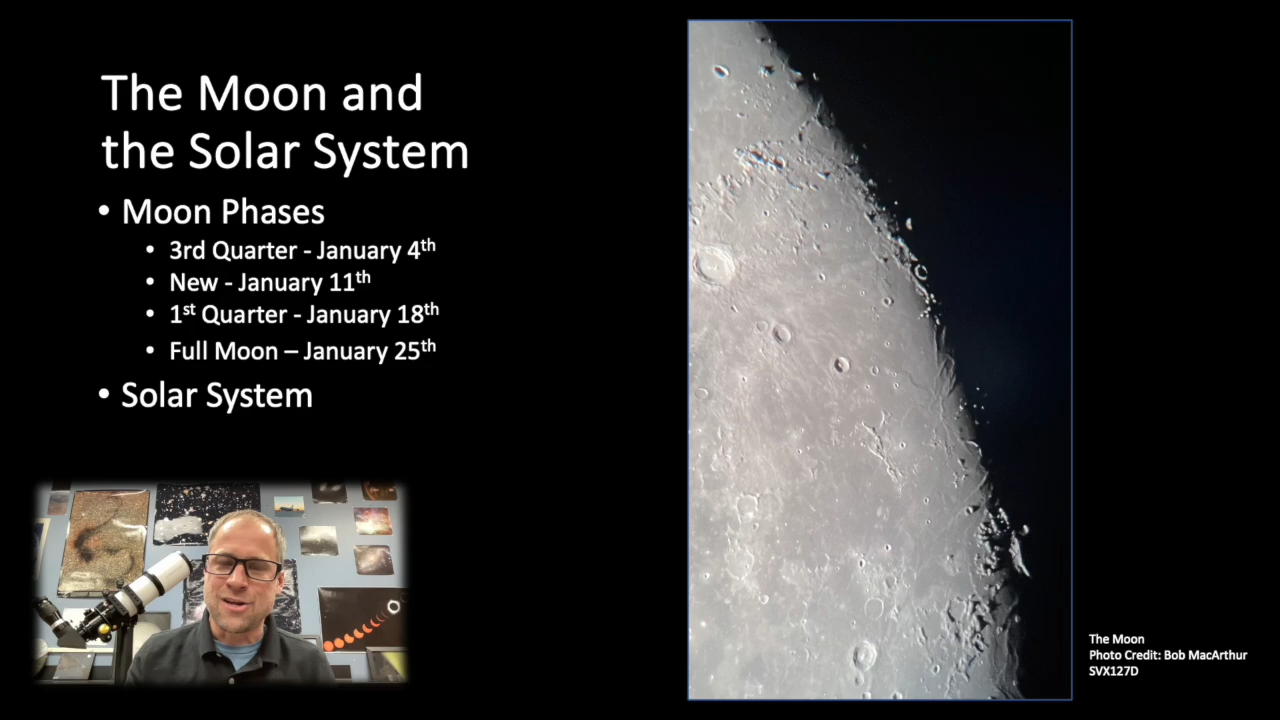 The Moon and
the Solar System
• Moon Phases
• 3rd Quarter - January 4th
• New - January 11th
• 1st Quarter - January 18th
• Full Moon – January 25th
• Solar System
The Moon
Photo Credit: Bob MacArthur
SVX127D